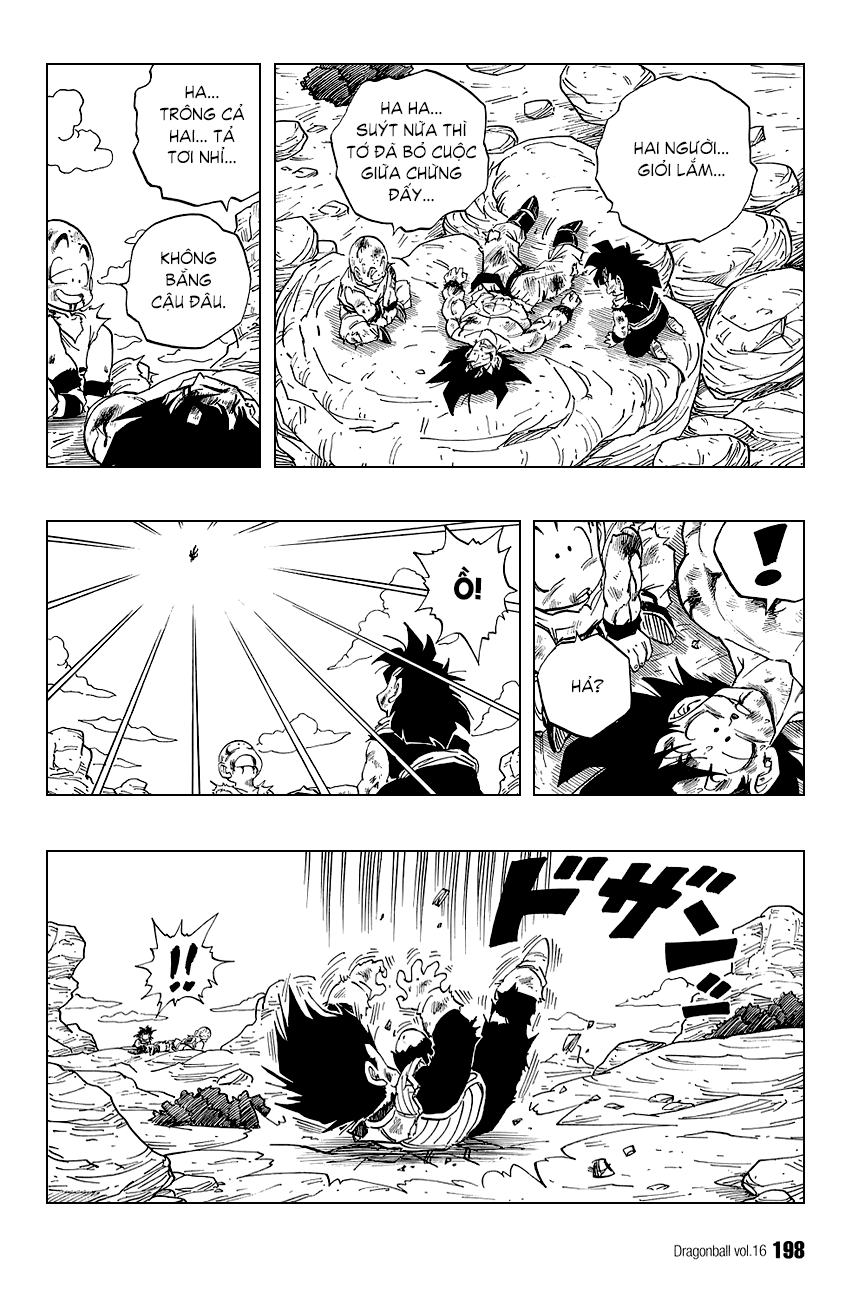 HAI NGƯỜI...
GIỎI LẮM...
HA HA...
SUÝT NỮA THÌ
TỚ ĐÃ BỎ CUỘC
GIỮA CHỪNG
ĐẤY...
HA...
TRÔNG CẢ
HAI... TẢ
TƠI NHỈ...
KHÔNG
BẰNG
CẬU ĐÂU.
!
HẢ?
Ồ!
ドザーン
!!
Dragonball vol.16 198